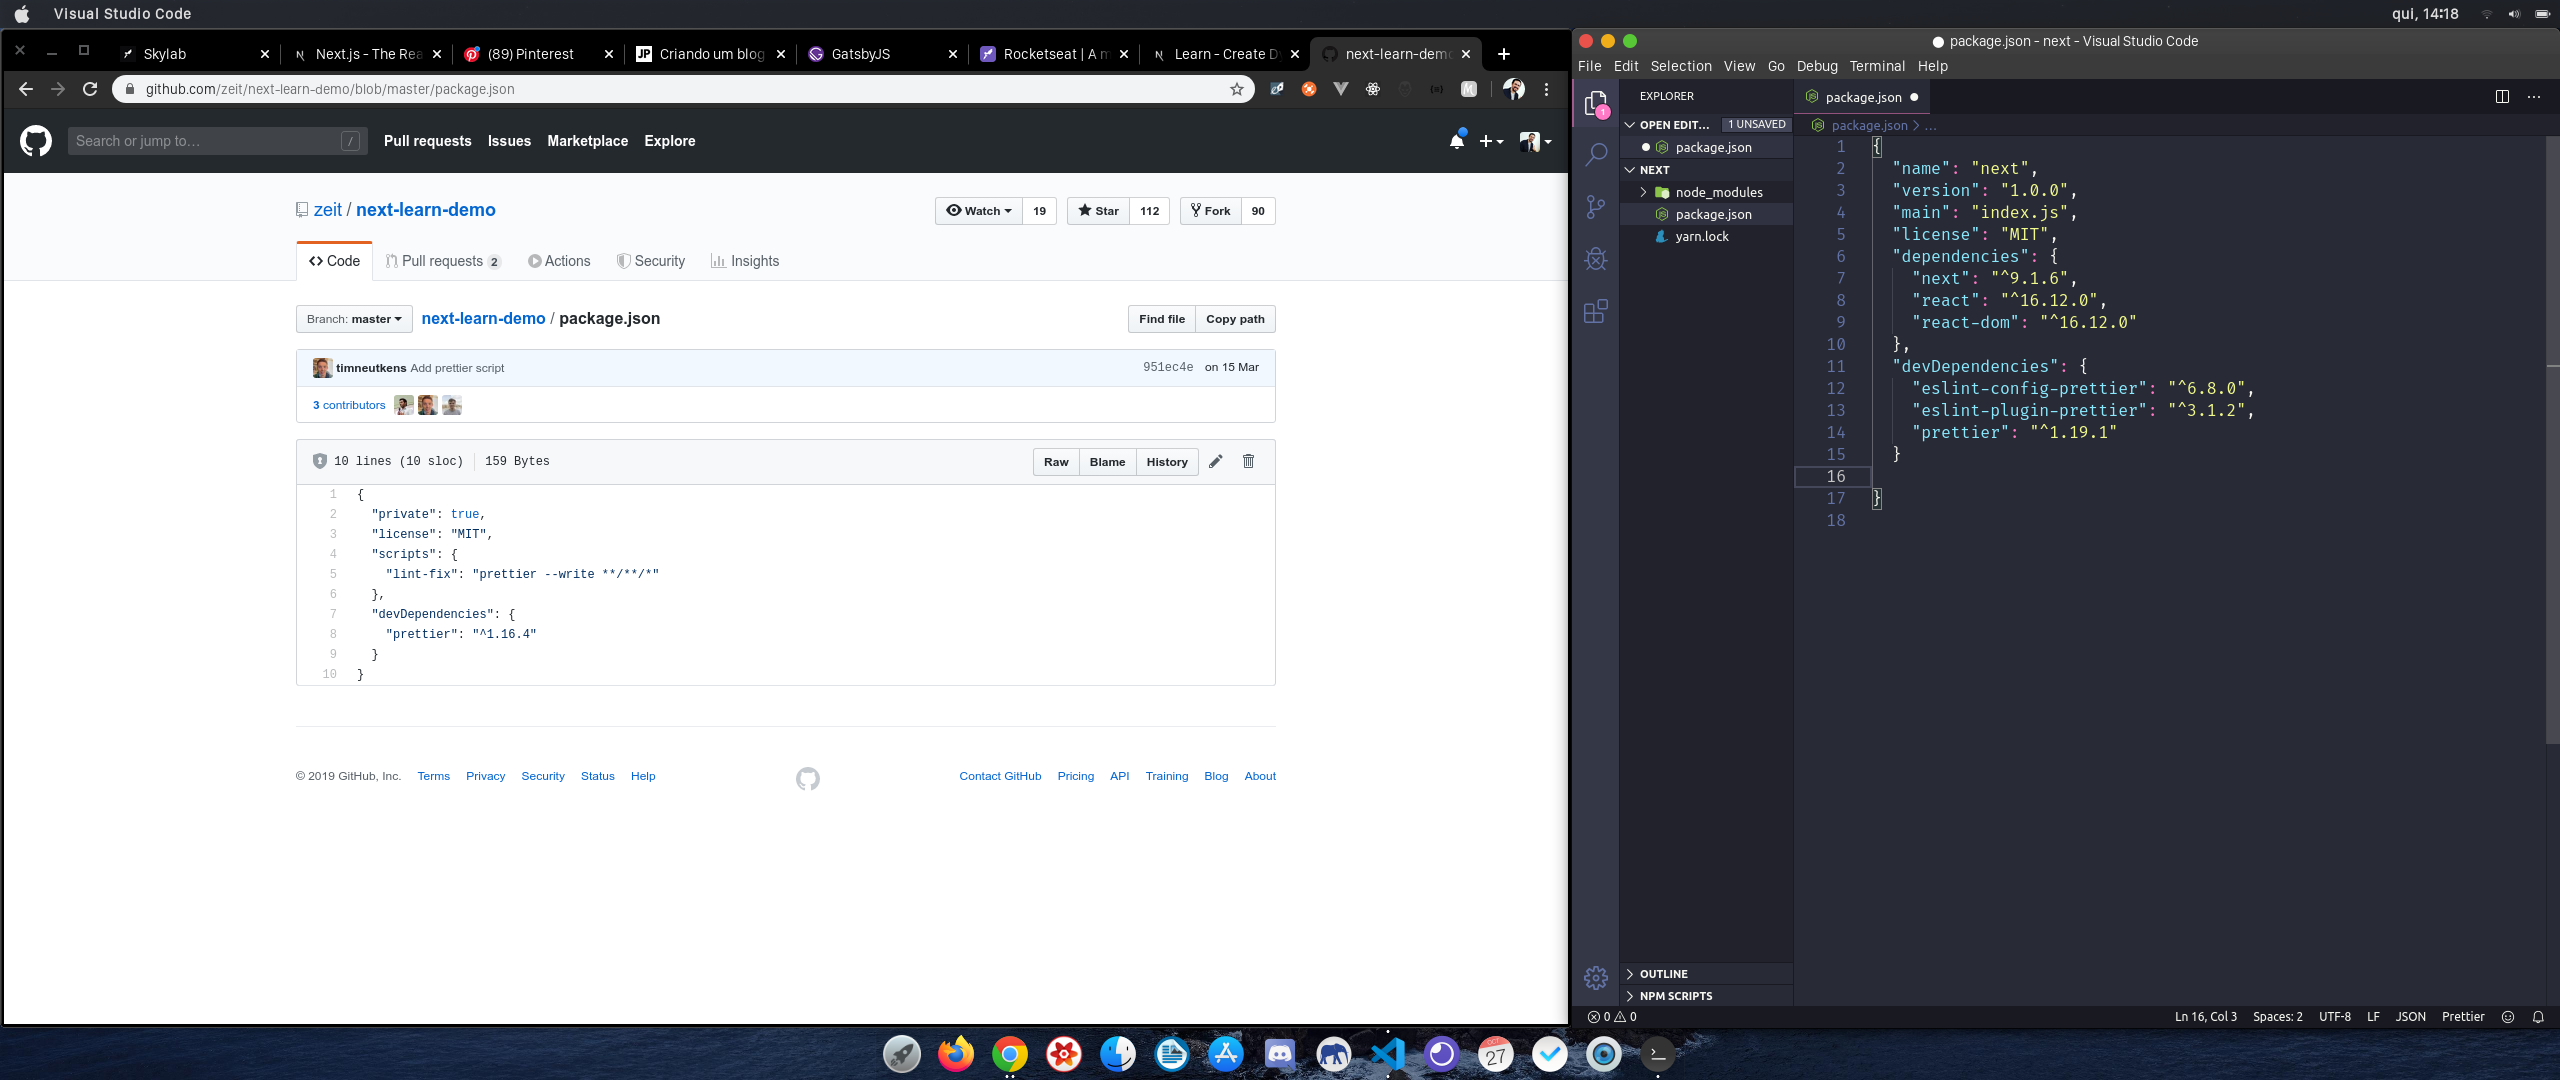 Visual Studio Code
qui, 14:18
Skylab
Next.js - The Rea
(89) Pinterest
Criando um blog
GatsbyJS
Rocketseat | A m
Learn - Create Dy
next-learn-demo
github.com/zeit/next-learn-demo/blob/master/package.json
Search or jump to… /
Pull requests Issues Marketplace Explore
zeit / next-learn-demo
Watch 19 Star 112 Fork 90
Code Pull requests 2 Actions Security Insights
Branch: master next-learn-demo / package.json
Find file Copy path
timneutkens Add prettier script 951ec4e on 15 Mar
3 contributors
10 lines (10 sloc) 159 Bytes Raw Blame History
1 {
2 "private": true,
3 "license": "MIT",
4 "scripts": {
5 "lint-fix": "prettier --write **/**/*"
6 },
7 "devDependencies": {
8 "prettier": "^1.16.4"
9 }
10 }
© 2019 GitHub, Inc. Terms Privacy Security Status Help
Contact GitHub Pricing API Training Blog About
package.json - next - Visual Studio Code
File Edit Selection View Go Debug Terminal Help
1
EXPLORER
OPEN EDIT... 1 UNSAVED
package.json
NEXT
node_modules
package.json
yarn.lock
OUTLINE
NPM SCRIPTS
package.json
package.json > ...
1 {
2 "name": "next",
3 "version": "1.0.0",
4 "main": "index.js",
5 "license": "MIT",
6 "dependencies": {
7 "next": "^9.1.6",
8 "react": "^16.12.0",
9 "react-dom": "^16.12.0"
10 },
11 "devDependencies": {
12 "eslint-config-prettier": "^6.8.0",
13 "eslint-plugin-prettier": "^3.1.2",
14 "prettier": "^1.19.1"
15 }
16
17 }
18
0 0
Ln 16, Col 3 Spaces: 2 UTF-8 LF JSON Prettier
OCT
27